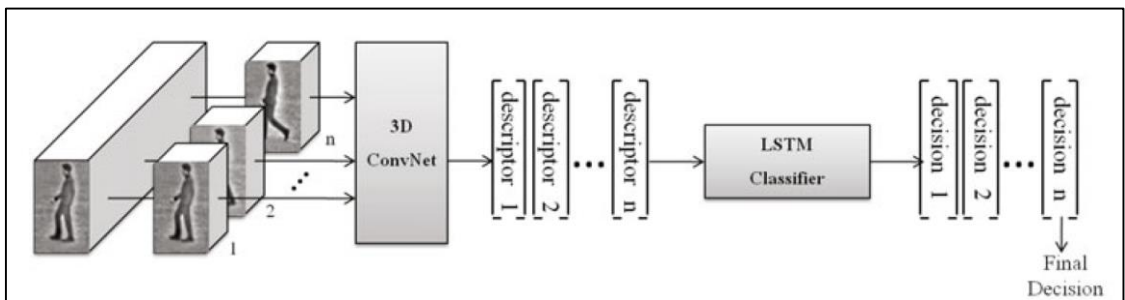 n
2
1
3D
ConvNet
descriptor 1
descriptor 2
...
descriptor n
LSTM
Classifier
decision 1
decision 2
...
decision n
Final
Decision